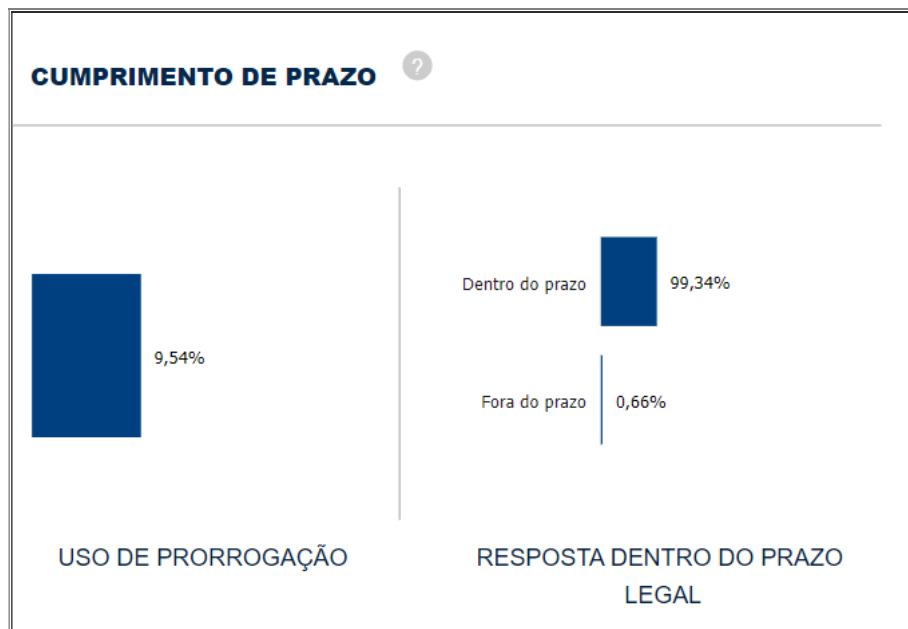 CUMPRIMENTO DE PRAZO ?
9,54%
USO DE PRORROGAÇÃO
Dentro do prazo 99,34%
Fora do prazo 0,66%
RESPOSTA DENTRO DO PRAZO
LEGAL